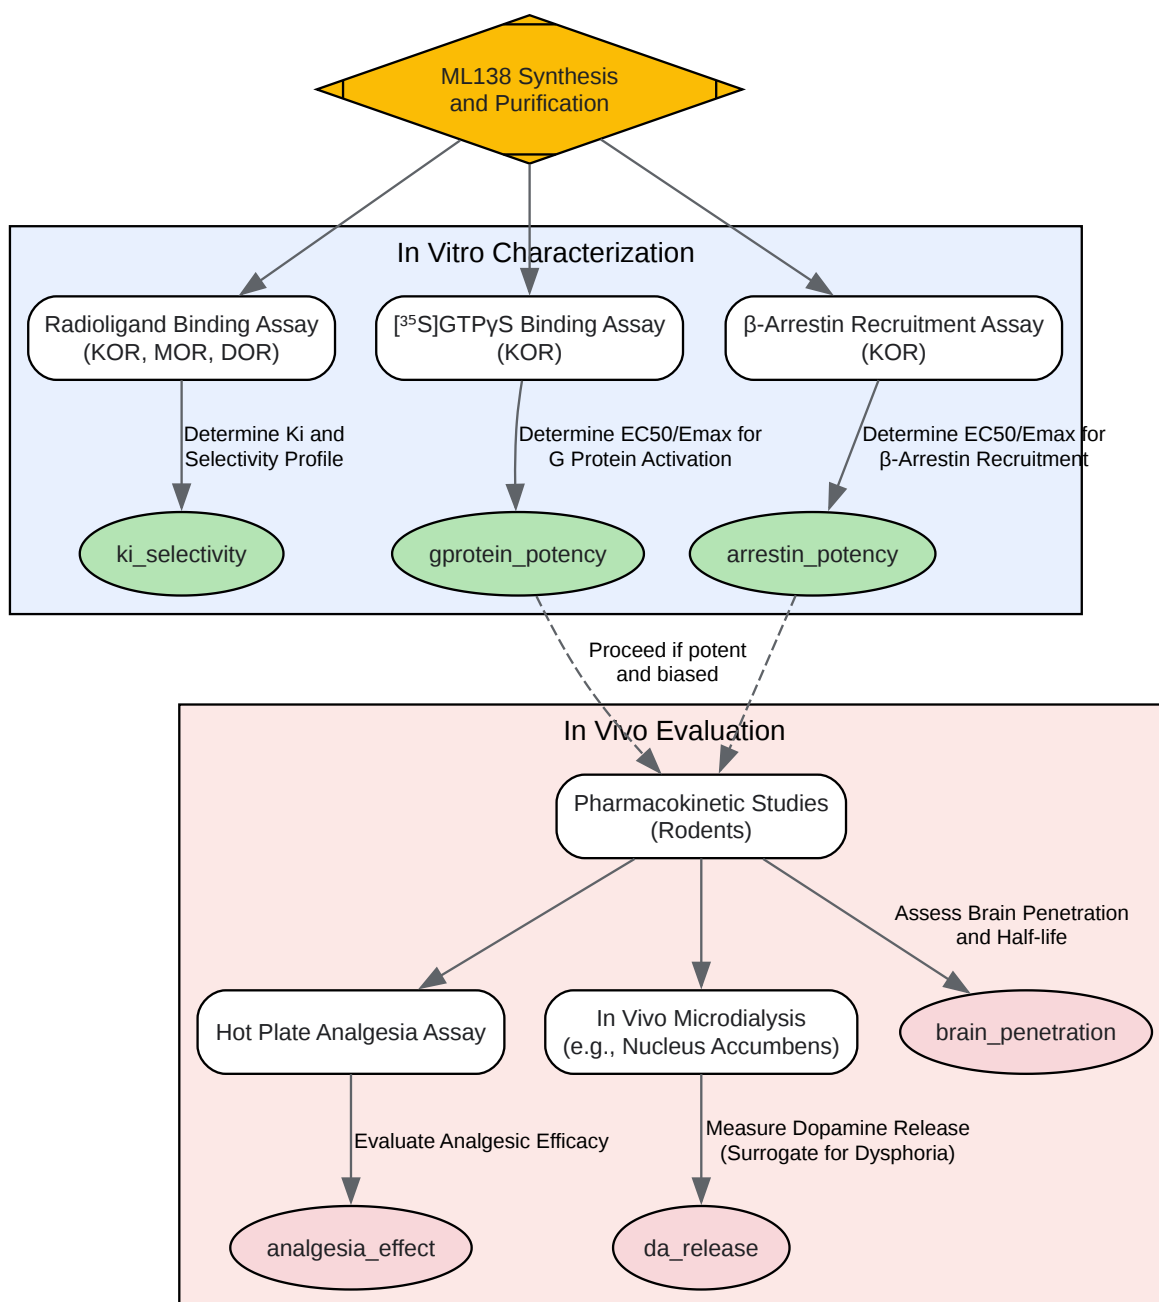 ML138 Synthesis
and Purification
In Vitro Characterization
Radioligand Binding Assay
(KOR, MOR, DOR)
[³⁵S]GTPγS Binding Assay
(KOR)
β-Arrestin Recruitment Assay
(KOR)
Determine Ki and
Selectivity Profile
Determine EC50/Emax for
G Protein Activation
Determine EC50/Emax for
β-Arrestin Recruitment
ki_selectivity
gprotein_potency
arrestin_potency
Proceed if potent
and biased
In Vivo Evaluation
Pharmacokinetic Studies
(Rodents)
Assess Brain Penetration
and Half-life
Hot Plate Analgesia Assay
In Vivo Microdialysis
(e.g., Nucleus Accumbens)
brain_penetration
Evaluate Analgesic Efficacy
Measure Dopamine Release
(Surrogate for Dysphoria)
analgesia_effect
da_release